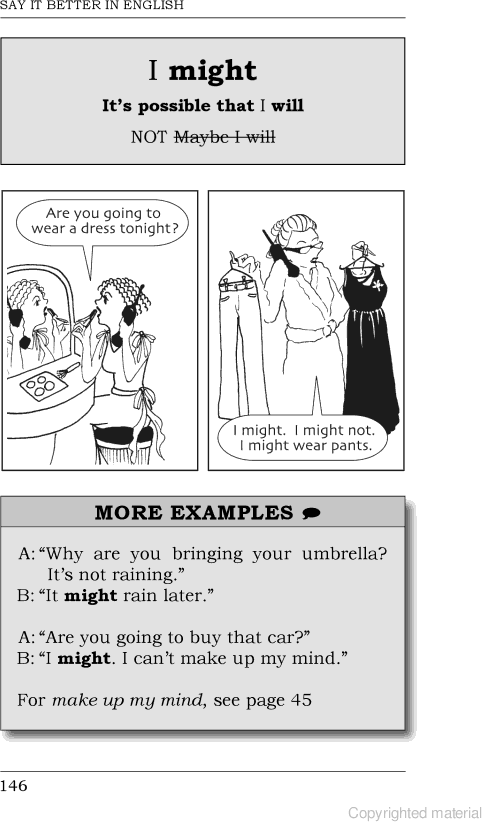 SAY IT BETTER IN ENGLISH
I might
It's possible that I will
NOT Maybe I will
Are you going to
wear a dress tonight?
I might. I might not.
I might wear pants.
MORE EXAMPLES
A: “Why are you bringing your umbrella?
It's not raining.”
B: “It might rain later.”
A: “Are you going to buy that car?”
B: “I might. I can't make up my mind.”
For make up my mind, see page 45
146
Copyrighted material